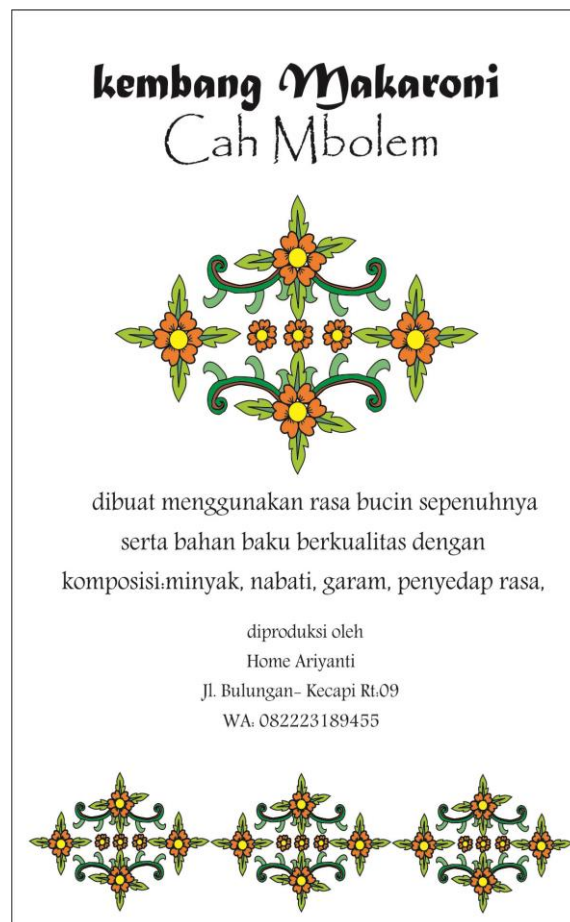 kembang Makaroni
Cah Mbolem
dibuat menggunakan rasa bucin sepenuhnya
serta bahan baku berkualitas dengan
komposisi:minyak, nabati, garam, penyedap rasa,
diproduksi oleh
Home Ariyanti
Jl. Bulungan- Kecapi Rt:09
WA: 082223189455